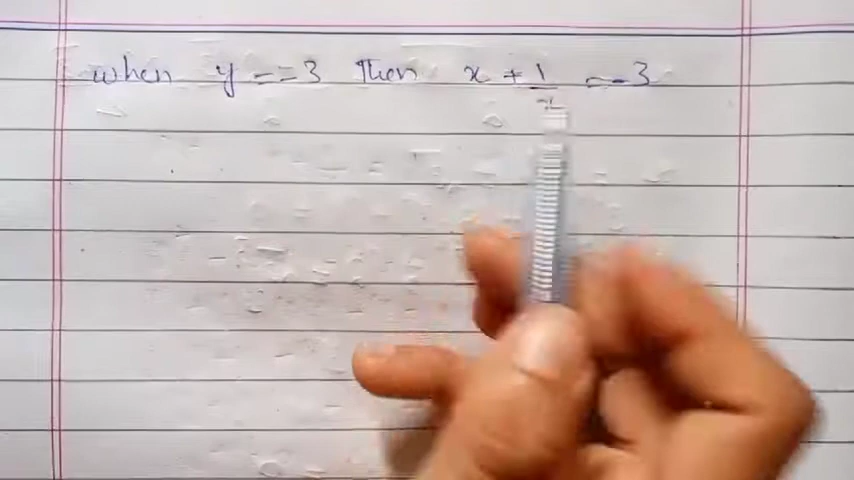 when y = -3 then x + 1/x = -3